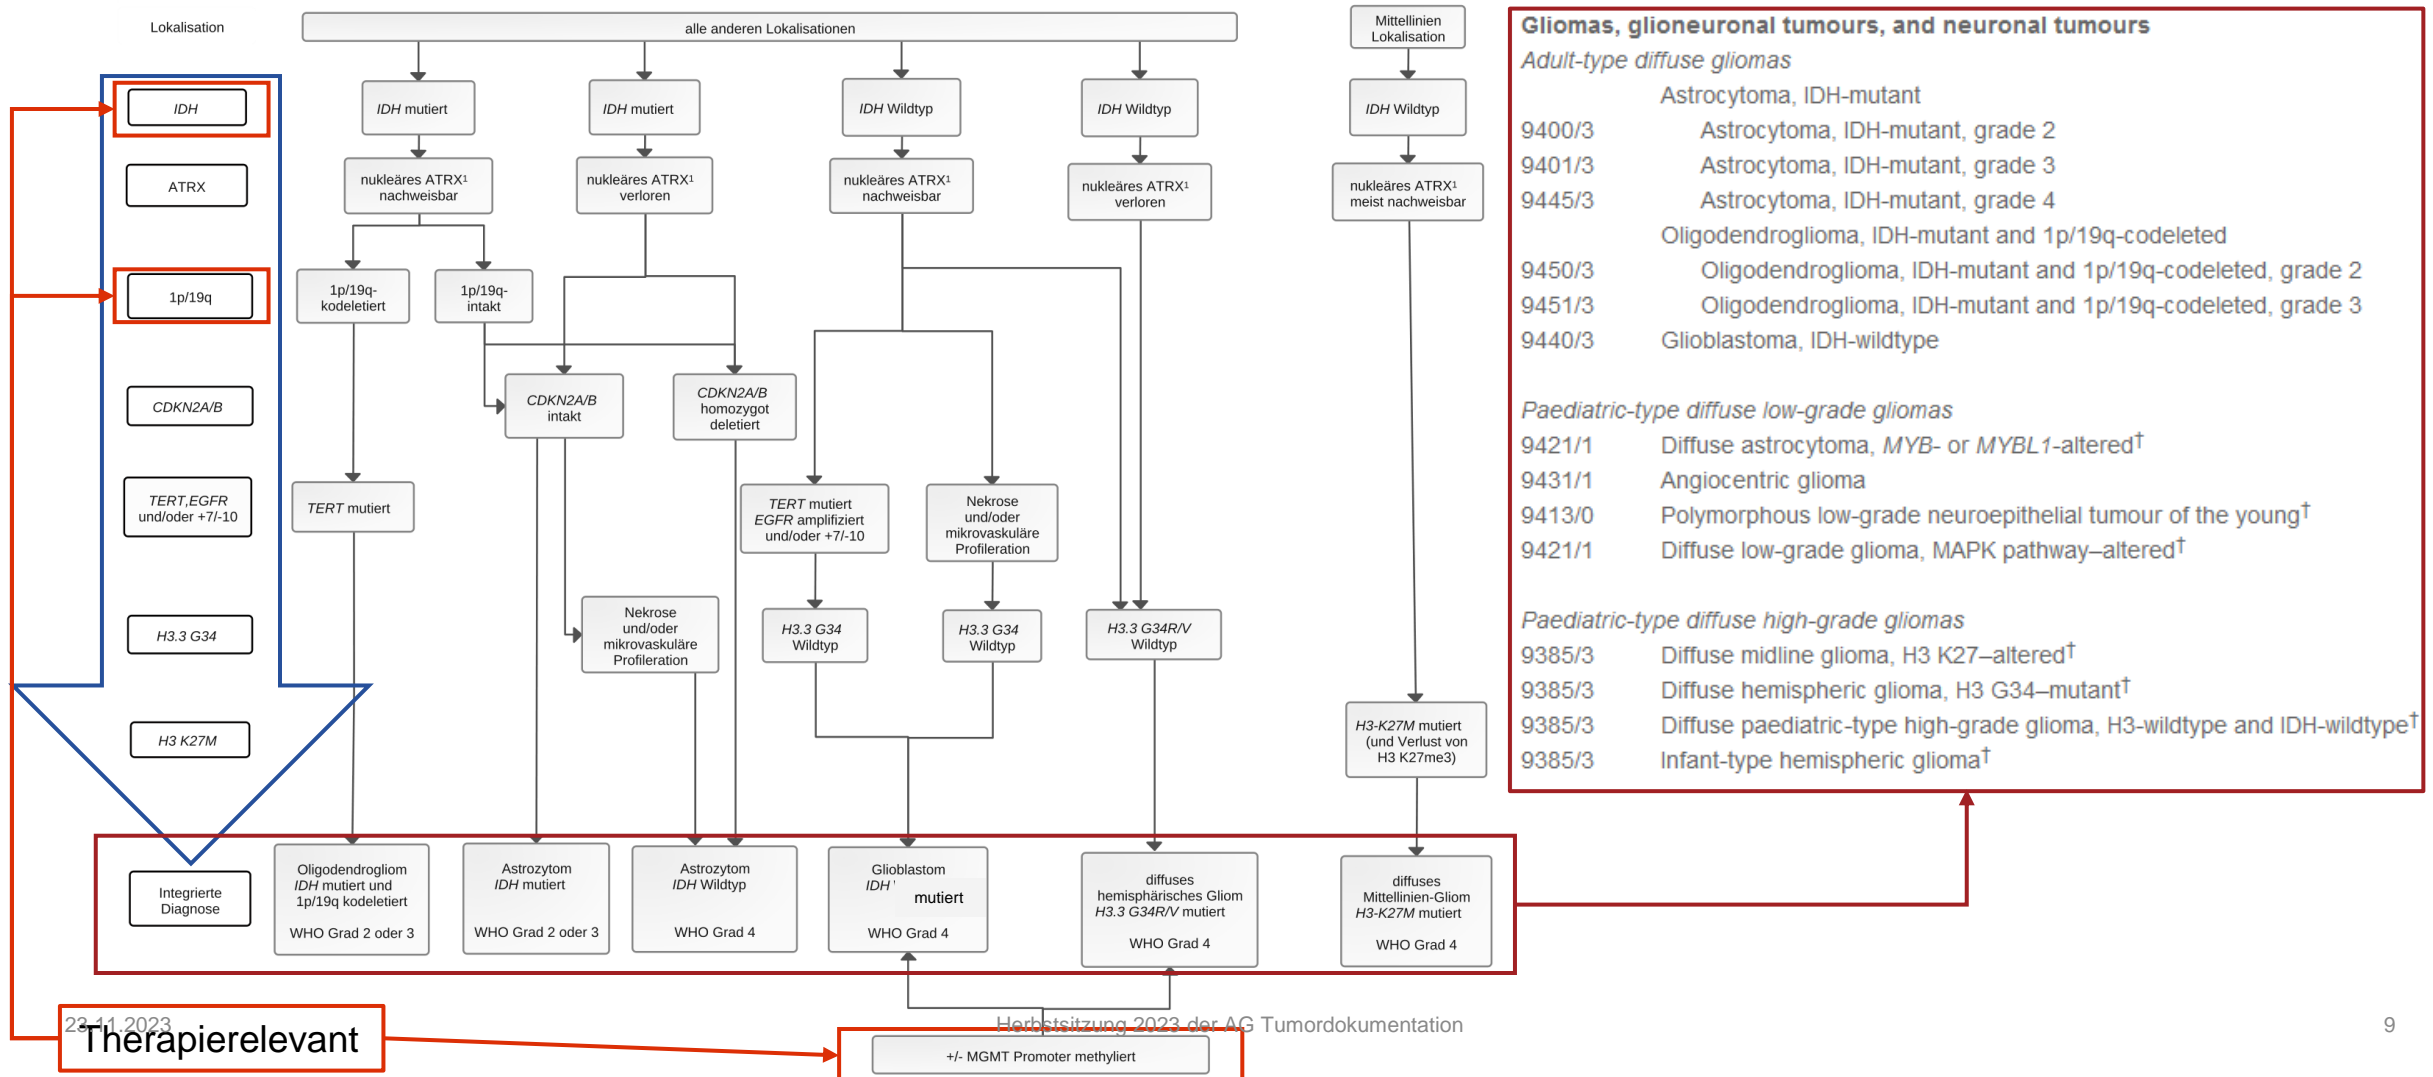 Lokalisation
alle anderen Lokalisationen
Mittellinien
Lokalisation
IDH
IDH mutiert
IDH mutiert
IDH Wildtyp
IDH Wildtyp
IDH Wildtyp
ATRX
nukleäres ATRX¹
nachweisbar
nukleäres ATRX¹
verloren
nukleäres ATRX¹
nachweisbar
nukleäres ATRX¹
verloren
nukleäres ATRX¹
meist nachweisbar
1p/19q
1p/19q-
kodeletiert
1p/19q-
intakt
CDKN2A/B
CDKN2A/B
intakt
CDKN2A/B
homozygot
deletiert
TERT,EGFR
und/oder +7/-10
TERT mutiert
TERT mutiert
EGFR amplifiziert
und/oder +7/-10
Nekrose
und/oder
mikrovaskuläre
Profileration
H3.3 G34
Nekrose
und/oder
mikrovaskuläre
Profileration
H3.3 G34
Wildtyp
H3.3 G34
Wildtyp
H3.3 G34R/V
Wildtyp
H3 K27M
H3-K27M mutiert
(und Verlust von
H3 K27me3)
Integrierte
Diagnose
Oligodendrogliom
IDH mutiert und
1p/19q kodeletiert
WHO Grad 2 oder 3
Astrozytom
IDH mutiert
WHO Grad 2 oder 3
Astrozytom
IDH Wildtyp
WHO Grad 4
Glioblastom
IDH ' mutiert
WHO Grad 4
diffuses
hemisphärisches Gliom
H3.3 G34R/V mutiert
WHO Grad 4
diffuses
Mittellinien-Gliom
H3-K27M mutiert
WHO Grad 4
Gliomas, glioneuronal tumours, and neuronal tumours
Adult-type diffuse gliomas
Astrocytoma, IDH-mutant
9400/3 Astrocytoma, IDH-mutant, grade 2
9401/3 Astrocytoma, IDH-mutant, grade 3
9445/3 Astrocytoma, IDH-mutant, grade 4
Oligodendroglioma, IDH-mutant and 1p/19q-codeleted
9450/3 Oligodendroglioma, IDH-mutant and 1p/19q-codeleted, grade 2
9451/3 Oligodendroglioma, IDH-mutant and 1p/19q-codeleted, grade 3
9440/3 Glioblastoma, IDH-wildtype
Paediatric-type diffuse low-grade gliomas
9421/1 Diffuse astrocytoma, MYB- or MYBL1-altered†
9431/1 Angiocentric glioma
9413/0 Polymorphous low-grade neuroepithelial tumour of the young†
9421/1 Diffuse low-grade glioma, MAPK pathway–altered†
Paediatric-type diffuse high-grade gliomas
9385/3 Diffuse midline glioma, H3 K27–altered†
9385/3 Diffuse hemispheric glioma, H3 G34–mutant†
9385/3 Diffuse paediatric-type high-grade glioma, H3-wildtype and IDH-wildtype†
9385/3 Infant-type hemispheric glioma†
23.11.2023
Therapierelevant
Herbstsitzung 2023 der AG Tumordokumentation
9
+/- MGMT Promoter methyliert